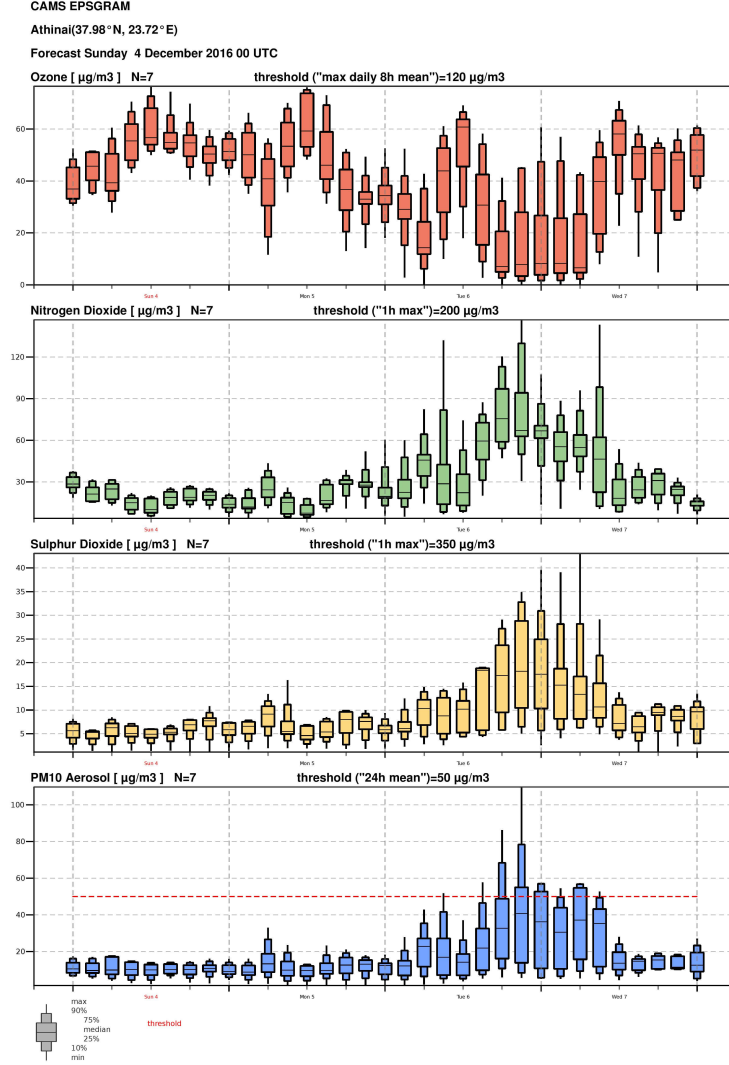 CAMS EPSGRAM
Athinai(37.98°N, 23.72°E)
Forecast Sunday 4 December 2016 00 UTC
Ozone [ µg/m3 ] N=7 threshold ("max daily 8h mean")=120 µg/m3
60
40
20
0
Sun 4 Mon 5 Tue 6 Wed 7
Nitrogen Dioxide [ µg/m3 ] N=7 threshold ("1h max")=200 µg/m3
120
90
60
30
Sun 4 Mon 5 Tue 6 Wed 7
Sulphur Dioxide [ µg/m3 ] N=7 threshold ("1h max")=350 µg/m3
40
35
30
25
20
15
10
5
Sun 4 Mon 5 Tue 6 Wed 7
PM10 Aerosol [ µg/m3 ] N=7 threshold ("24h mean")=50 µg/m3
100
80
60
40
20
Sun 4 Mon 5 Tue 6 Wed 7
max
90%
75%
median
25%
10%
min
threshold